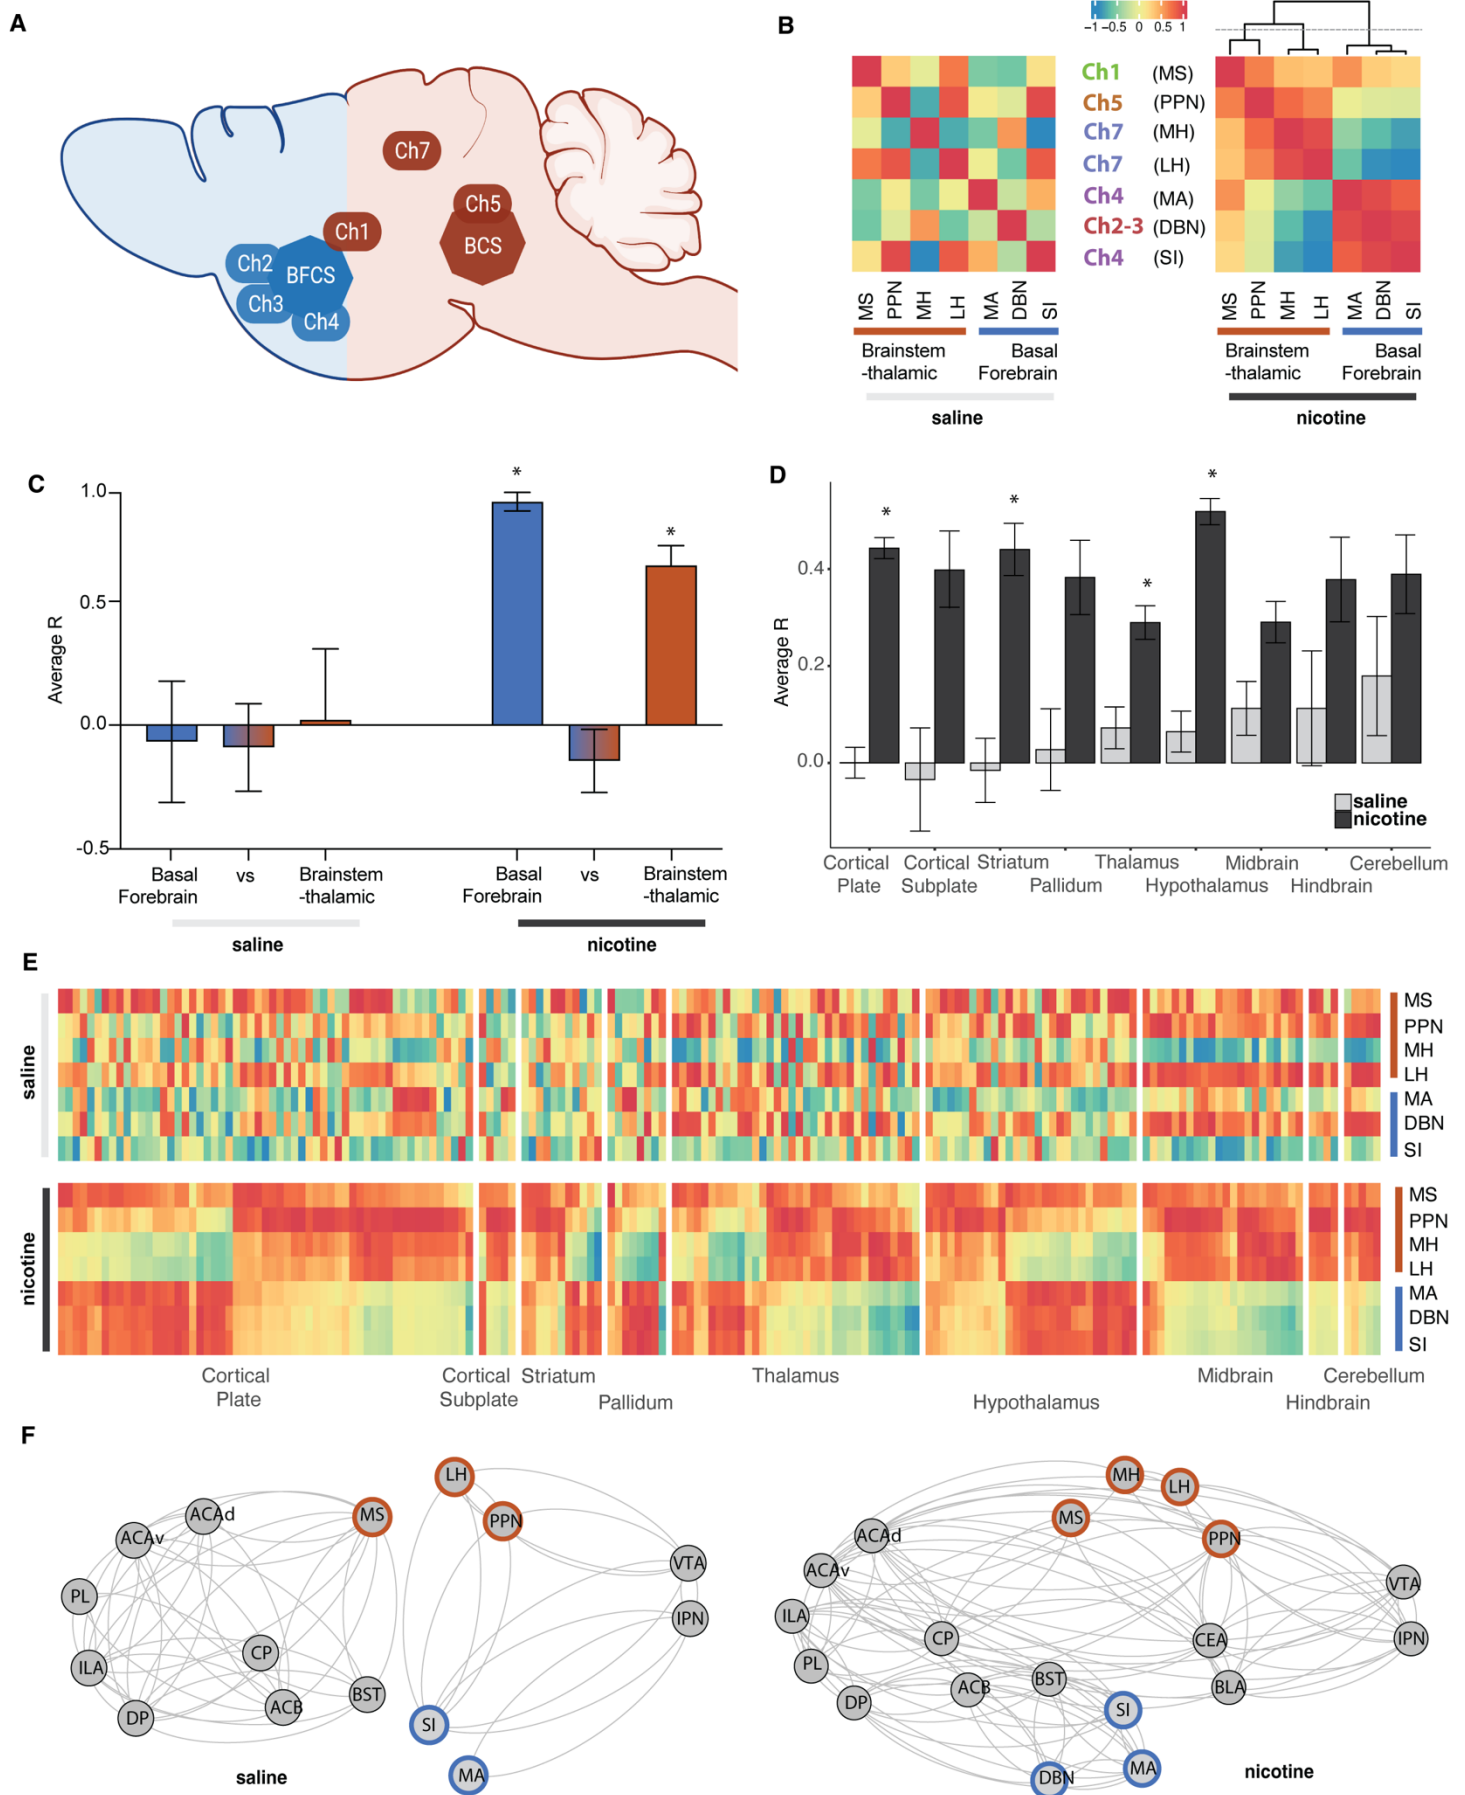 A
Ch7
Ch5
BCS
Ch1
Ch2
BFCS
Ch3
Ch4
B
−1 −0.5 0 0.5 1
Ch1 (MS)
Ch5 (PPN)
Ch7 (MH)
Ch7 (LH)
Ch4 (MA)
Ch2-3 (DBN)
Ch4 (SI)
MS PPN MH LH MA DBN SI
MS PPN MH LH MA DBN SI
Brainstem
-thalamic
Basal
Forebrain
Brainstem
-thalamic
Basal
Forebrain
saline
nicotine
C
Average R
1.0
0.5
0.0
-0.5
*
*
Basal
Forebrain
vs
Brainstem
-thalamic
Basal
Forebrain
vs
Brainstem
-thalamic
saline
nicotine
D
Average R
0.4
0.2
0.0
*
*
*
*
saline
nicotine
Cortical
Plate
Cortical
Subplate
Striatum
Pallidum
Thalamus
Hypothalamus
Midbrain
Hindbrain
Cerebellum
E
saline
MS
PPN
MH
LH
MA
DBN
SI
nicotine
MS
PPN
MH
LH
MA
DBN
SI
Cortical
Plate
Cortical
Subplate
Striatum
Pallidum
Thalamus
Hypothalamus
Midbrain
Hindbrain
Cerebellum
F
LH
MS
PPN
ACAd
ACAv
VTA
PL
IPN
CP
ILA
BST
ACB
DP
SI
MA
saline
MH
LH
MS
PPN
ACAd
ACAv
VTA
ILA
CP
CEA
IPN
PL
BST
ACB
BLA
DP
SI
MA
DBN
nicotine